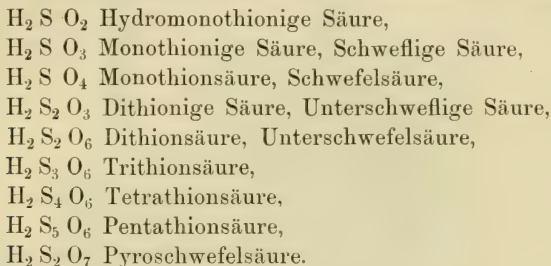 H₂ S O₂ Hydromonothionige Säure,
H₂ S O₃ Monothionige Säure, Schweflige Säure,
H₂ S O₄ Monothionsäure, Schwefelsäure,
H₂ S₂ O₃ Dithionige Säure, Unterschweflige Säure,
H₂ S₂ O₆ Dithionsäure, Unterschwefelsäure,
H₂ S₃ O₆ Trithionsäure,
H₂ S₄ O₆ Tetrathionsäure,
H₂ S₅ O₆ Pentathionsäure,
H₂ S₂ O₇ Pyroschwefelsäure.